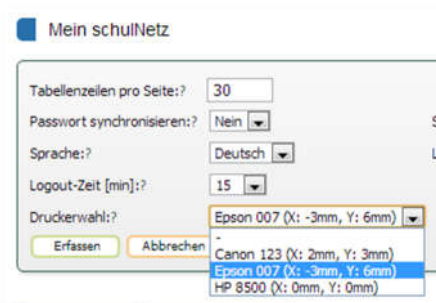 Mein schulNetz
Tabellenzeilen pro Seite:? 30
Passwort synchronisieren:? Nein S
Sprache:? Deutsch L
Logout-Zeit [min]:? 15
Druckerwahl:? Epson 007 (X: -3mm, Y: 6mm)
Erfassen Abbrechen -
Canon 123 (X: 2mm, Y: 3mm)
Epson 007 (X: -3mm, Y: 6mm)
HP 8500 (X: 0mm, Y: 0mm)